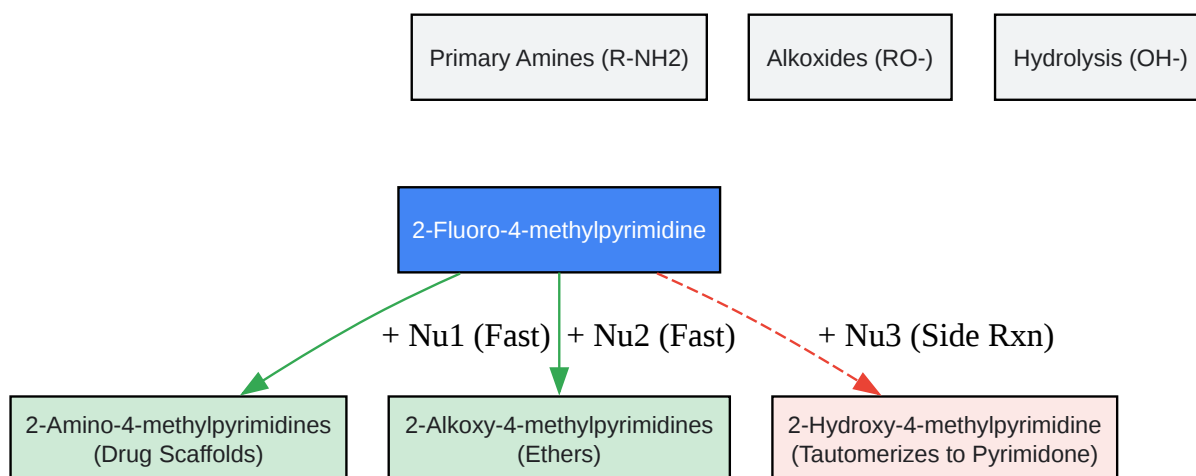 Primary Amines (R-NH2)
Alkoxides (RO-)
Hydrolysis (OH-)
2-Fluoro-4-methylpyrimidine
+ Nu1 (Fast)
+ Nu2 (Fast)
+ Nu3 (Side Rxn)
2-Amino-4-methylpyrimidines
(Drug Scaffolds)
2-Alkoxy-4-methylpyrimidines
(Ethers)
2-Hydroxy-4-methylpyrimidine
(Tautomerizes to Pyrimidone)